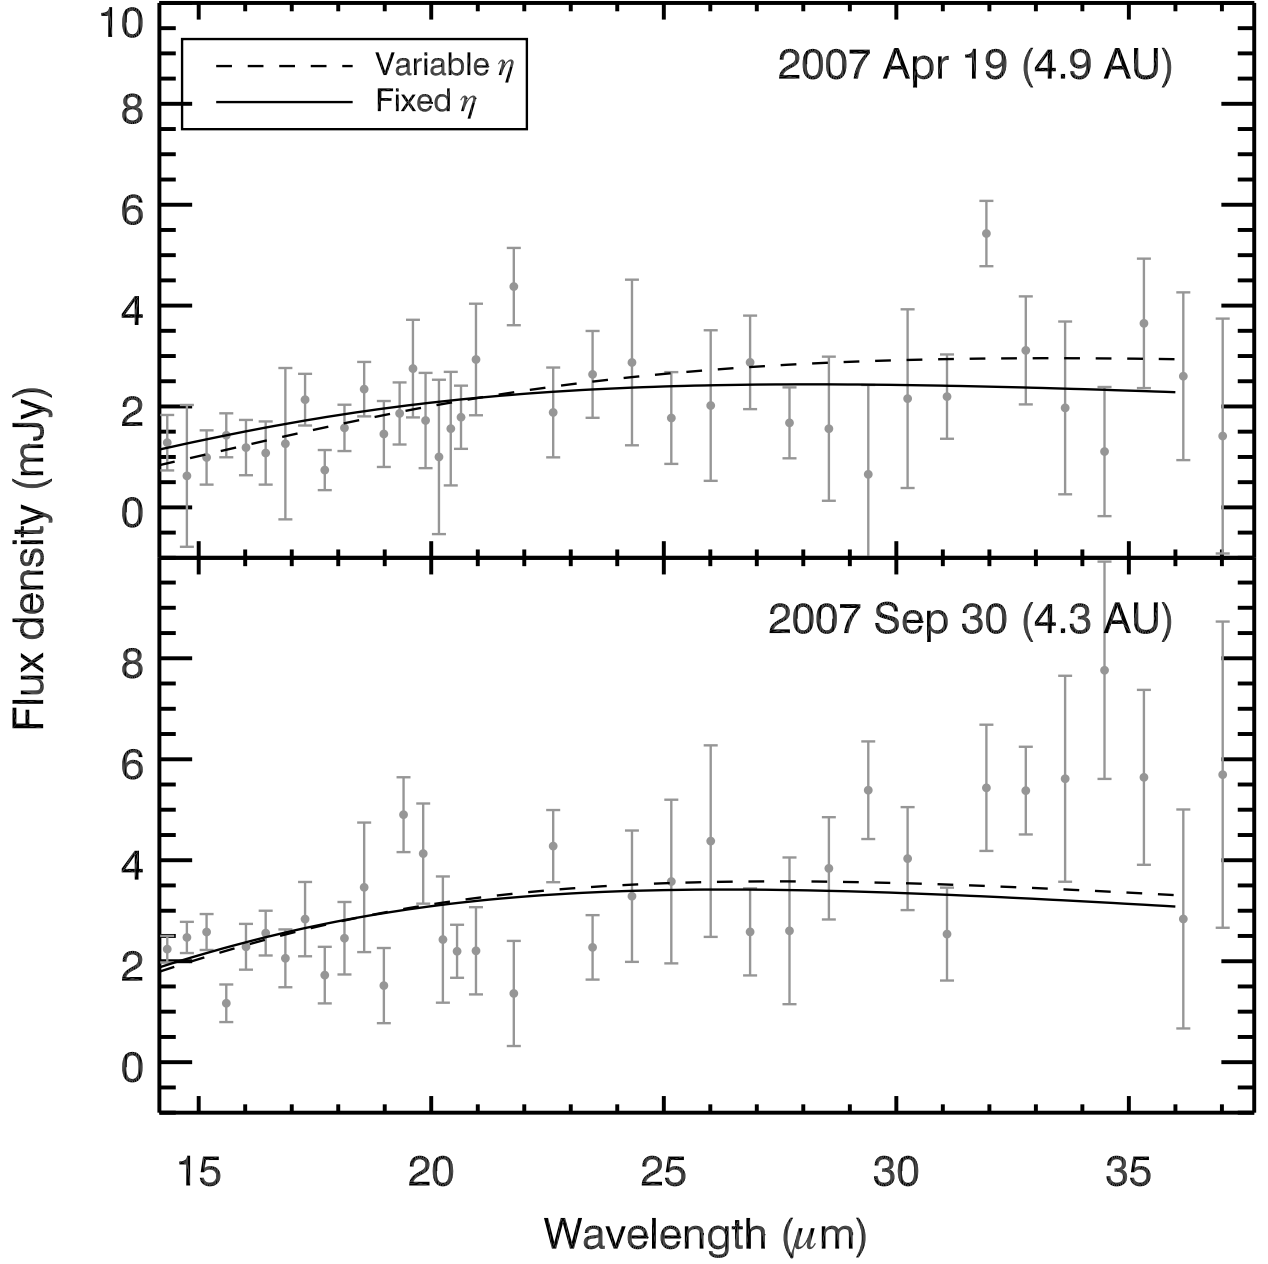 10
8
6
4
2
0
Variable η
Fixed η
2007 Apr 19 (4.9 AU)
Flux density (mJy)
8
6
4
2
0
2007 Sep 30 (4.3 AU)
15 20 25 30 35
Wavelength (μm)